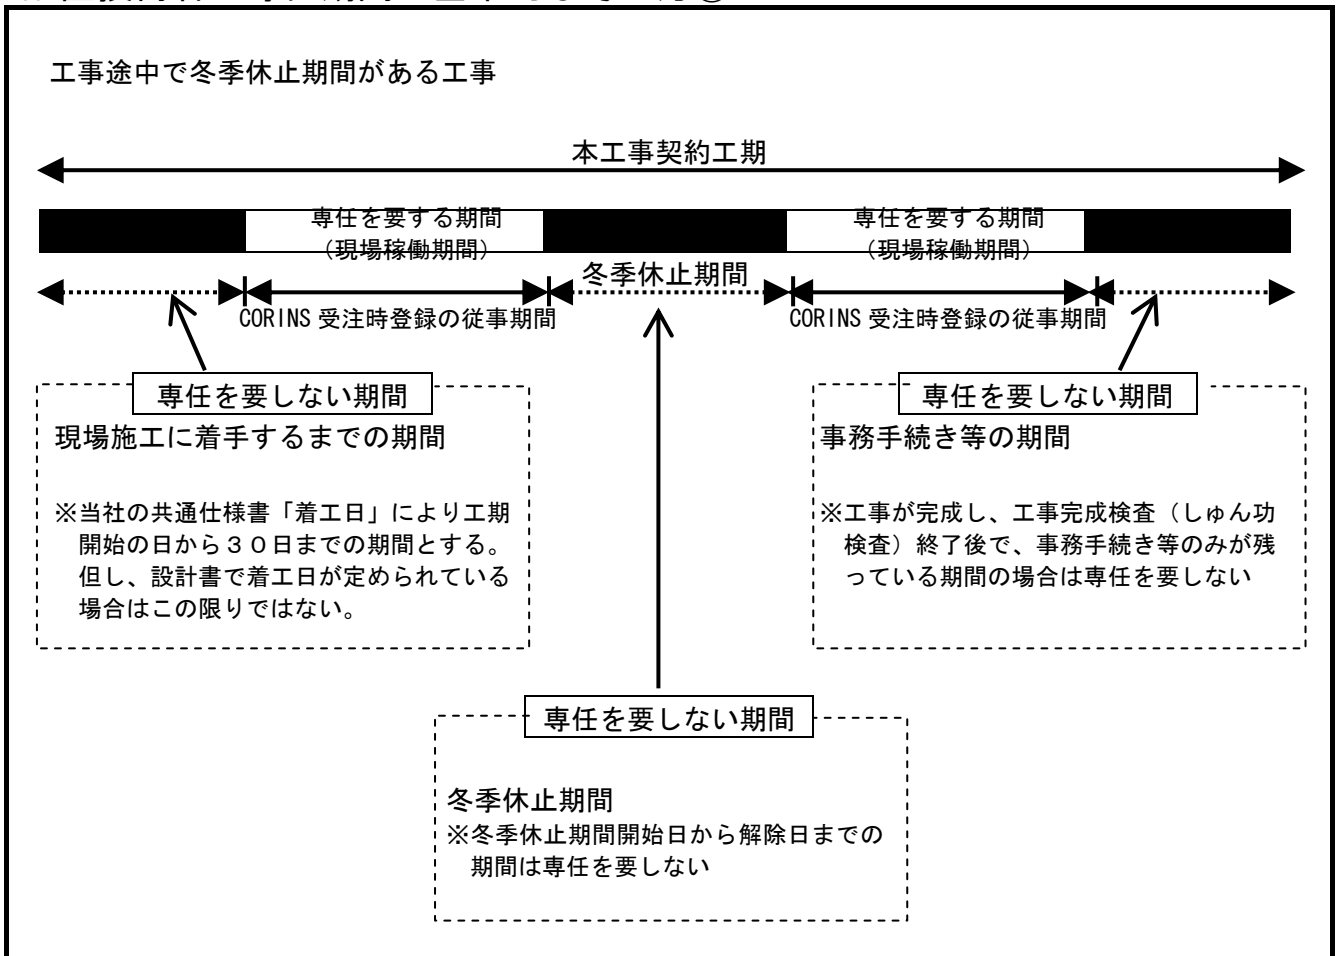 工事途中で冬季休止期間がある工事
本工事契約工期
専任を要する期間
（現場稼働期間）
専任を要する期間
（現場稼働期間）
冬季休止期間
CORINS 受注時登録の従事期間
CORINS 受注時登録の従事期間
専任を要しない期間
現場施工に着手するまでの期間
※当社の共通仕様書「着工日」により工期
開始の日から３０日までの期間とする。
但し、設計書で着工日が定められている
場合はこの限りではない。
専任を要しない期間
事務手続き等の期間
※工事が完成し、工事完成検査（しゅん功
検査）終了後で、事務手続き等のみが残
っている期間の場合は専任を要しない
専任を要しない期間
冬季休止期間
※冬季休止期間開始日から解除日までの
期間は専任を要しない